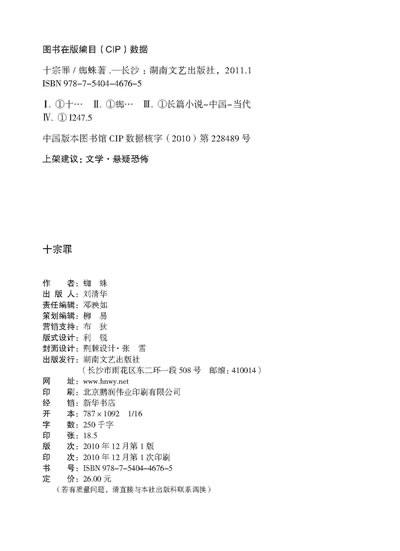 图书在版编目（CIP）数据
十宗罪 / 蜘蛛著 .—长沙：湖南文艺出版社，2011.1
ISBN 978-7-5404-4676-5
Ⅰ. ①十… Ⅱ. ①蜘… Ⅲ. ①长篇小说-中国-当代
Ⅳ. ① I247.5
中国版本图书馆 CIP 数据核字（2010）第 228489 号
上架建议：文学·悬疑恐怖
十宗罪
作 者：蜘 蛛
出 版 人：刘清华
责任编辑：邓映如
策划编辑：柳 易
营销支持：布 狄
版式设计：利 锐
封面设计：荆棘设计·张 雪
出版发行：湖南文艺出版社
（长沙市雨花区东二环一段 508 号 邮编：410014）
网 址：www.hnwy.net
印 刷：北京鹏润伟业印刷有限公司
经 销：新华书店
开 本：787×1092 1/16
字 数：250 千字
印 张：18.5
版 次：2010 年 12 月第 1 版
印 次：2010 年 12 月第 1 次印刷
书 号：ISBN 978-7-5404-4676-5
定 价：26.00 元
（若有质量问题，请直接与本社出版科联系调换）